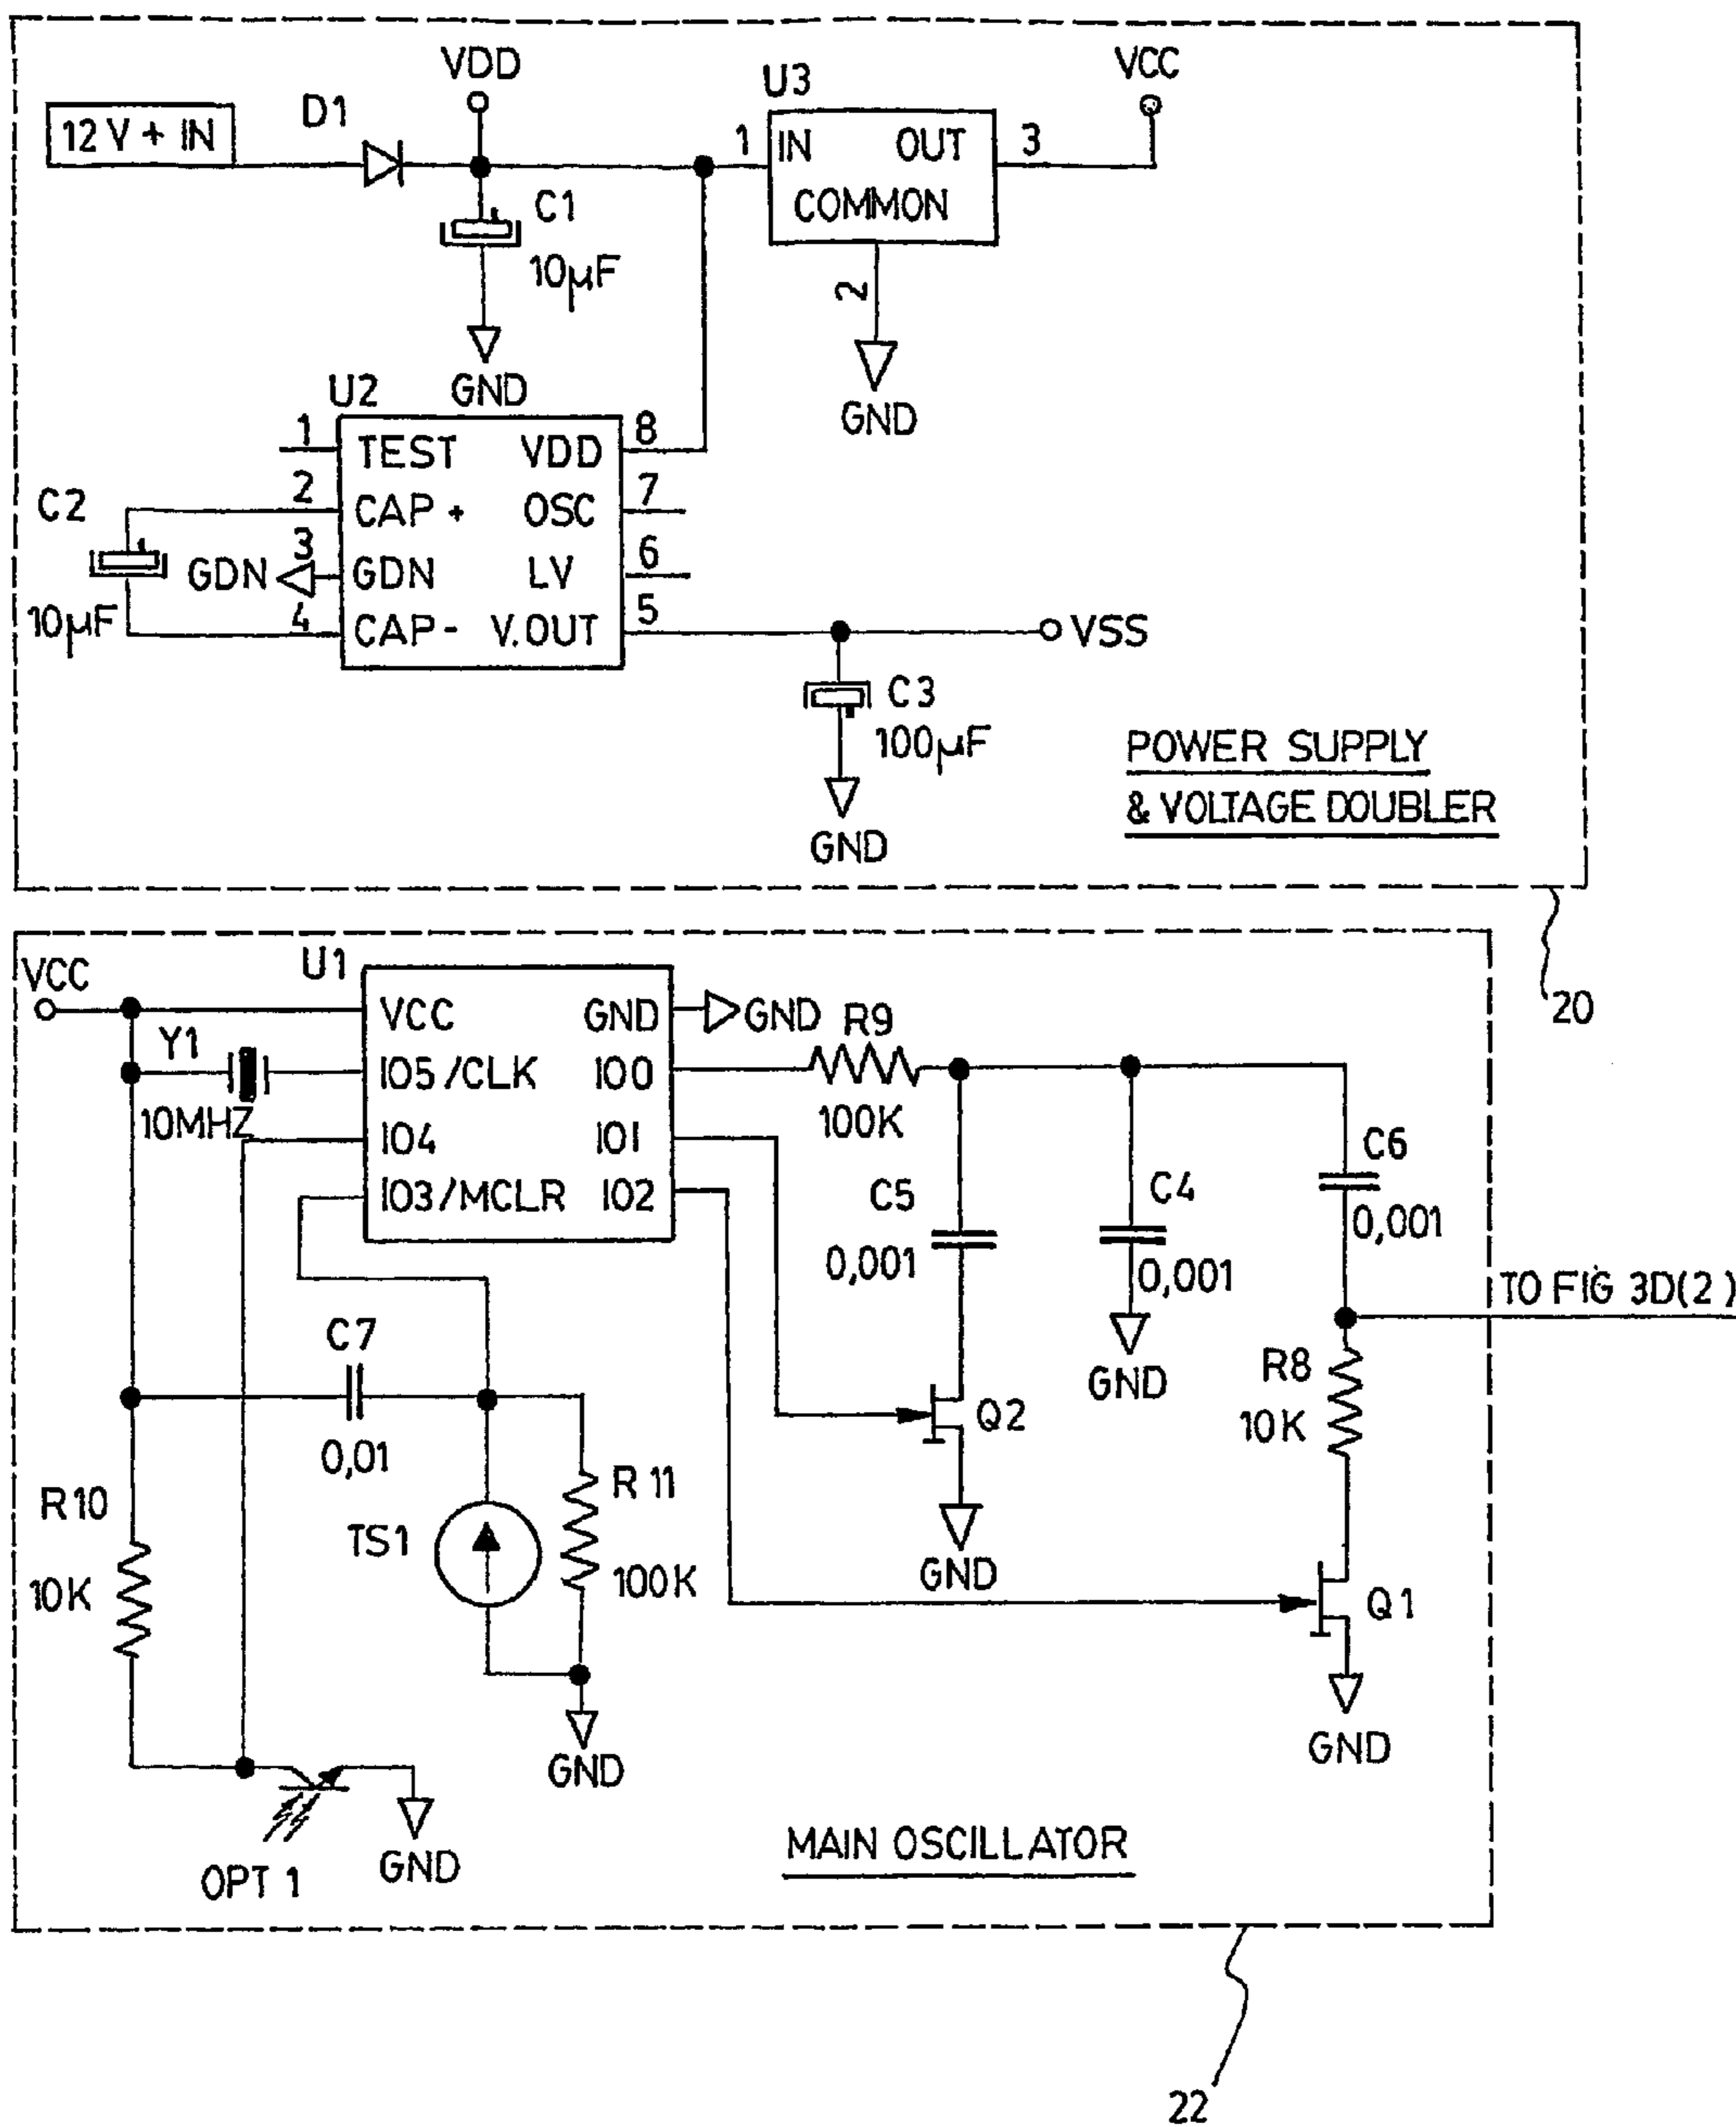 VDD
U3
VCC
12 V + IN
D1
1
IN
OUT
3
COMMON
C1
10µF
2
GND
GND
U2
1
TEST
VDD
8
C2
2
CAP +
OSC
7
GDN
3
GDN
LV
6
10µF
4
CAP -
V.OUT
5
VSS
C3
100µF
GND
POWER SUPPLY
& VOLTAGE DOUBLER
20
VCC
U1
VCC
GND
GND
R9
100K
Y1
10MHZ
IO5/CLK
IO0
IO4
IO1
IO3/MCLR
IO2
C5
0,001
C4
0,001
GND
C6
0,001
TO FIG 3D(2)
R8
10K
C7
0,01
Q2
GND
R10
10K
TS1
R11
100K
GND
Q1
GND
OPT 1
GND
MAIN OSCILLATOR
22